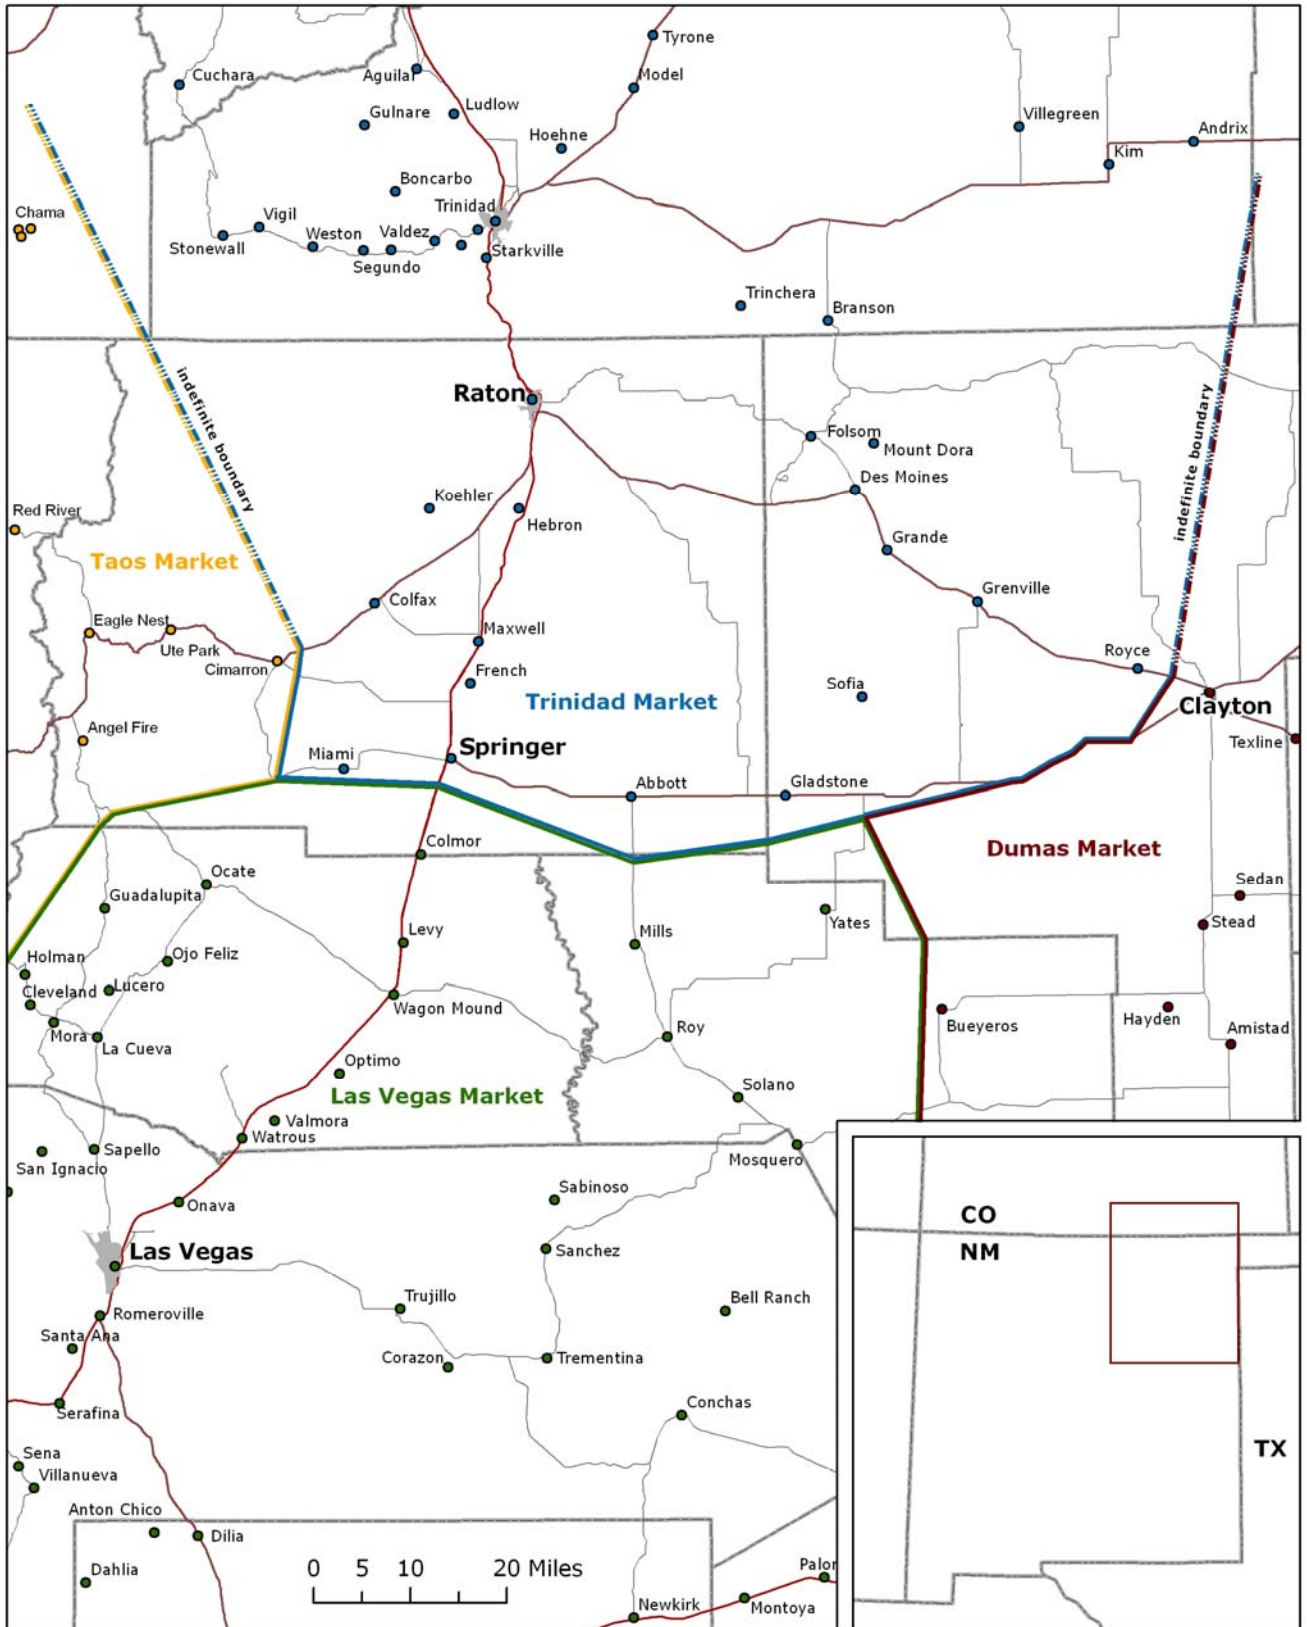 Tyrone
Cuchara
Aguilar
Model
Gulnare
Ludlow
Villegreen
Hoehne
Andrix
Kim
Boncarbo
Chama
Vigil
Trinidad
Stonewall
Weston
Valdez
Segundo
Starkville
Trinchera
Branson
indefinite boundary
Raton
indefinite boundary
Folsom
Mount Dora
Des Moines
Koehler
Hebron
Red River
Grande
Taos Market
Grenville
Colfax
Eagle Nest
Maxwell
Ute Park
Cimarron
French
Royce
Sofia
Trinidad Market
Clayton
Angel Fire
Texline
Miami
Springer
Abbott
Gladstone
Colmor
Dumas Market
Ocate
Guadalupita
Sedan
Levy
Mills
Yates
Stead
Holman
Ojo Feliz
Cleveland
Lucero
Wagon Mound
Mora
La Cueva
Roy
Bueyeros
Hayden
Amistad
Optimo
Solano
Las Vegas Market
Valmora
Watrous
Sapello
San Ignacio
Mosquero
Sabinoso
Onava
CO
NM
Las Vegas
Sanchez
Trujillo
Bell Ranch
Romeroville
Santa Ana
Corazon
Trementina
Serafina
Conchas
TX
Sena
Villanueva
Anton Chico
Dilia
Dahlia
0 5 10 20 Miles
Palor
Newkirk
Montoya